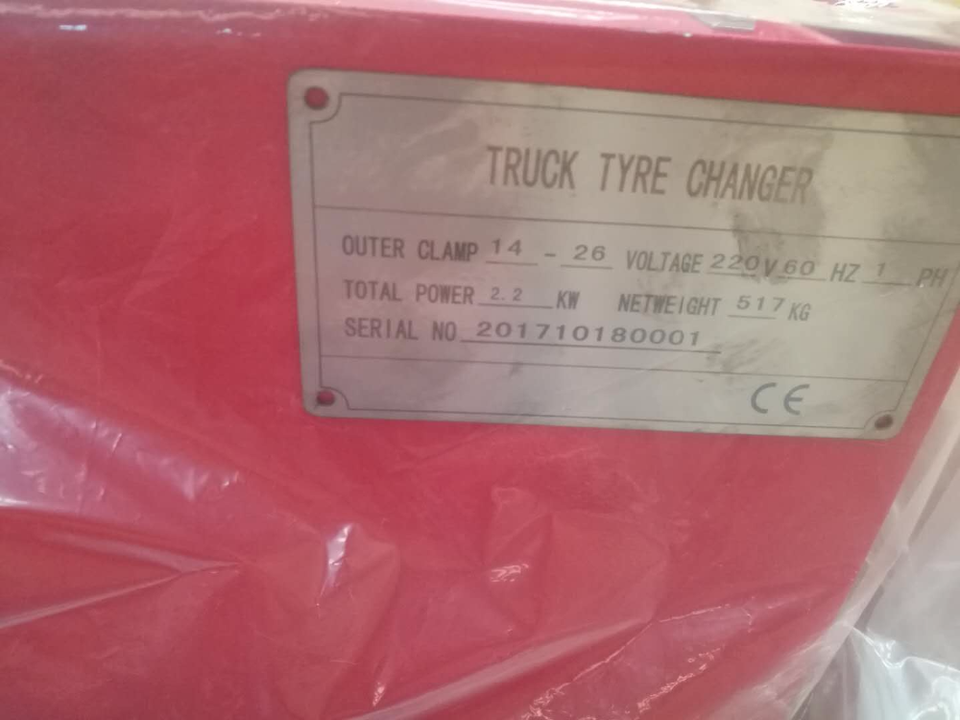 TRUCK TYRE CHANGER
OUTER CLAMP 14 - 26 VOLTAGE 220V 60 HZ 1 PH
TOTAL POWER 2.2 KW NETWEIGHT 517 KG
SERIAL NO 201710180001
CE